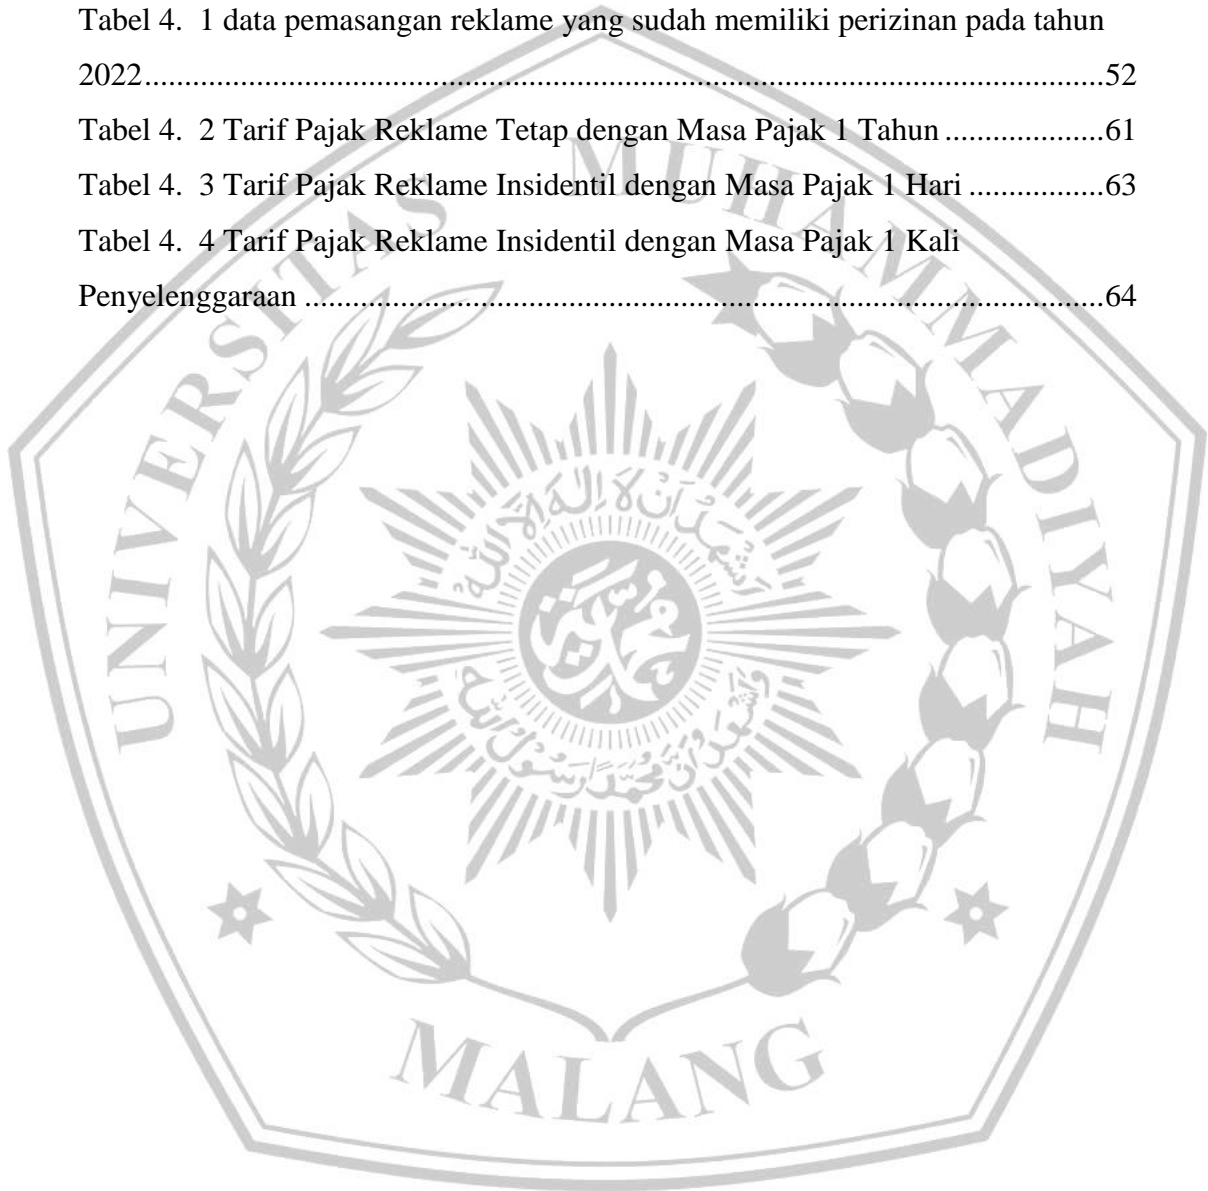 Tabel 4.  1 data pemasangan reklame yang sudah memiliki perizinan pada tahun
2022........................................................................................................................52
Tabel 4.  2 Tarif Pajak Reklame Tetap dengan Masa Pajak 1 Tahun ....................61
Tabel 4.  3 Tarif Pajak Reklame Insidentil dengan Masa Pajak 1 Hari .................63
Tabel 4.  4 Tarif Pajak Reklame Insidentil dengan Masa Pajak 1 Kali
Penyelenggaraan ....................................................................................................64
UNIVERSITAS MUHAMMADIYAH
MALANG